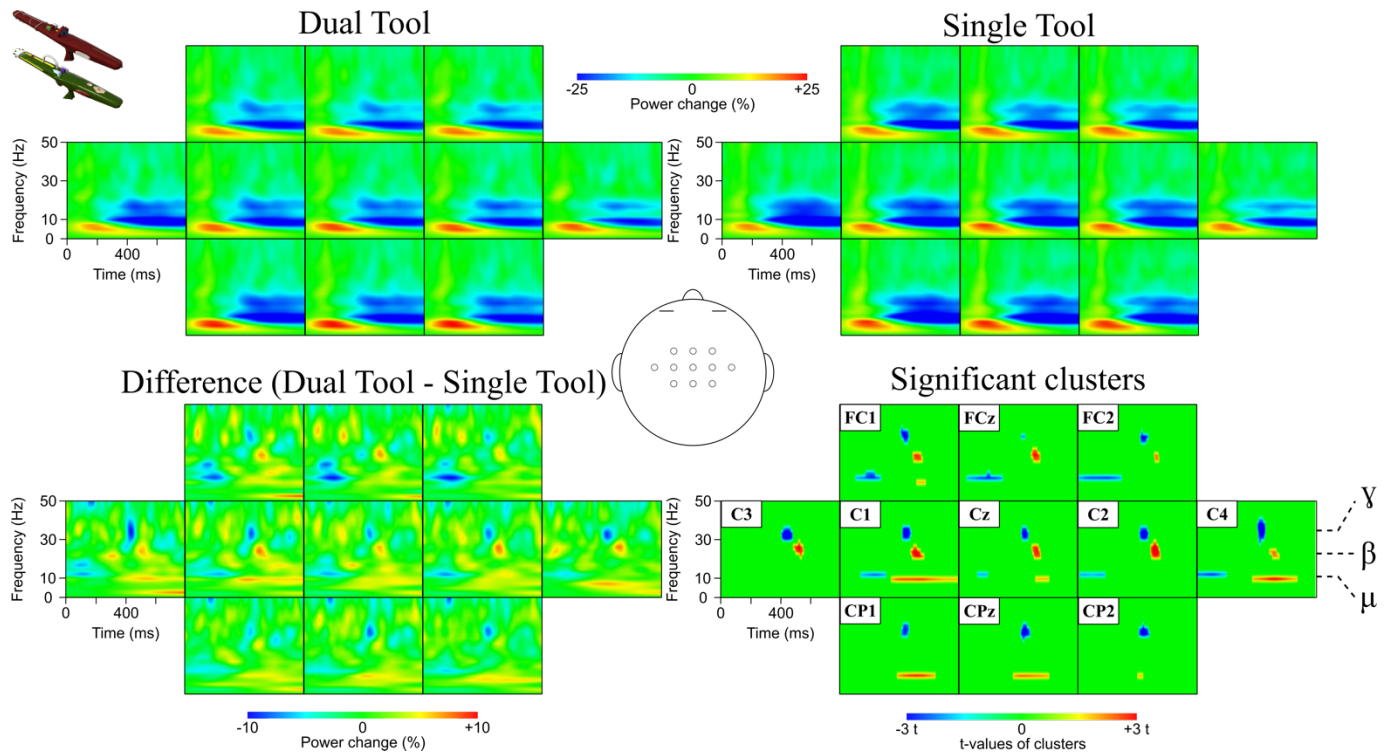 Dual Tool
Single Tool
-25 0 +25
Power change (%)
Frequency (Hz)
50
30
10
0
0 400
Time (ms)
Frequency (Hz)
50
30
10
0
0 400
Time (ms)
Difference (Dual Tool - Single Tool)
Significant clusters
FC1 FCz FC2
Frequency (Hz)
50
30
10
0
0 400
Time (ms)
Frequency (Hz)
50
30
10
0
C3 C1 Cz C2 C4
ɣ
β
μ
0 400
Time (ms)
CP1 CPz CP2
-10 0 +10
Power change (%)
-3 t 0 +3 t
t-values of clusters